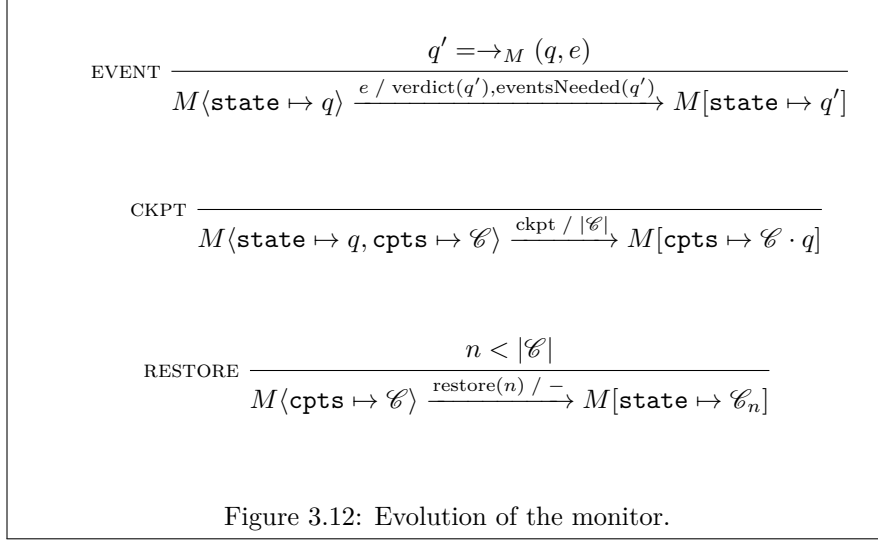 q′ =→_M (q, e)
EVENT M⟨state ↦ q⟩ —e / verdict(q′),eventsNeeded(q′)→ M[state ↦ q′]
CKPT M⟨state ↦ q, cpts ↦ 𝒞⟩ —ckpt / |𝒞|→ M[cpts ↦ 𝒞 · q]
n < |𝒞|
RESTORE M⟨cpts ↦ 𝒞⟩ —restore(n) / −→ M[state ↦ 𝒞_n]
Figure 3.12: Evolution of the monitor.